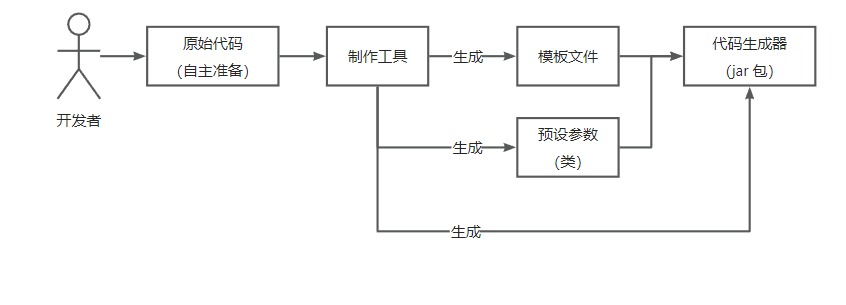 开发者
原始代码
（自主准备）
制作工具
生成
模板文件
代码生成器
（jar 包）
生成
预设参数
（类）
生成